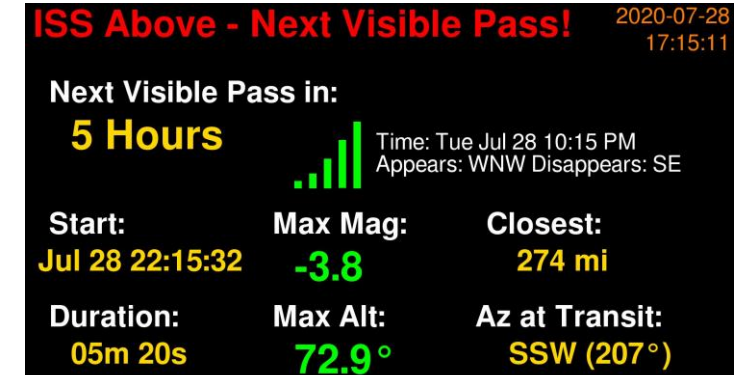 ISS Above - Next Visible Pass!
2020-07-28
17:15:11
Next Visible Pass in:
5 Hours
Time: Tue Jul 28 10:15 PM
Appears: WNW Disappears: SE
Start: Max Mag: Closest:
Jul 28 22:15:32 -3.8 274 mi
Duration: Max Alt: Az at Transit:
05m 20s 72.9° SSW (207°)